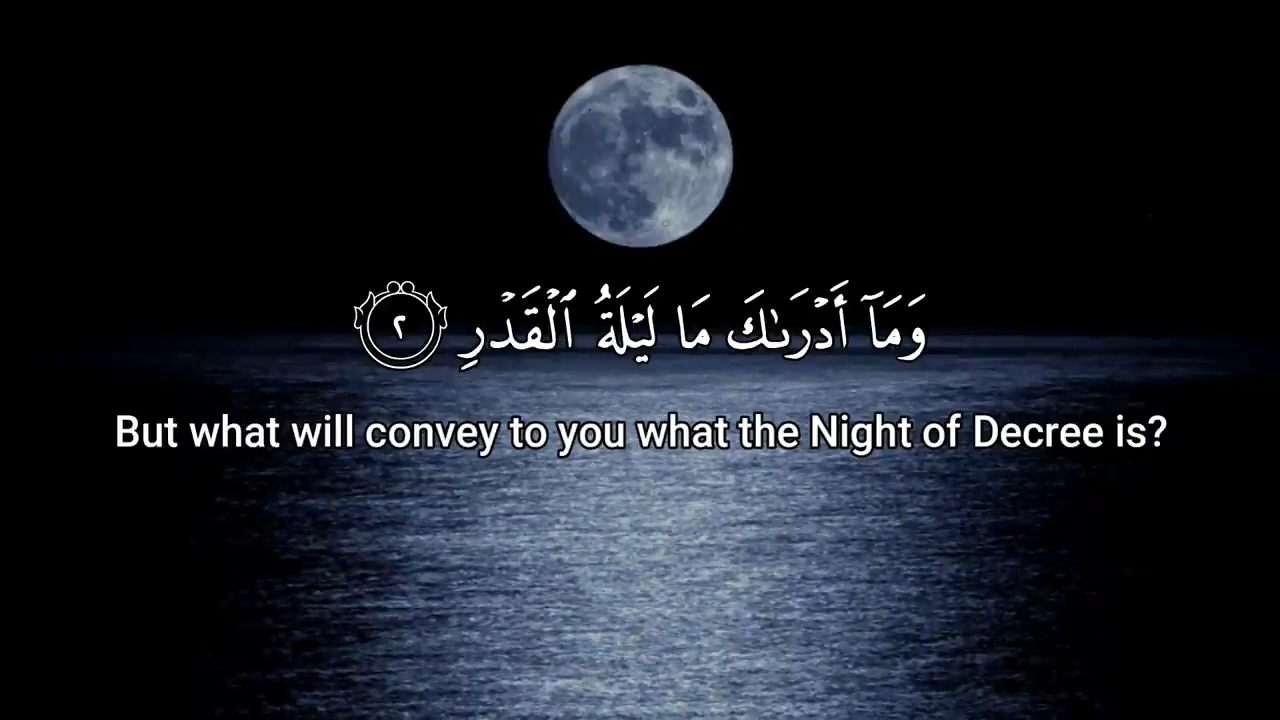 وَمَآ أَدْرَىٰكَ مَا لَيْلَةُ ٱلْقَدْرِ ٢
But what will convey to you what the Night of Decree is?